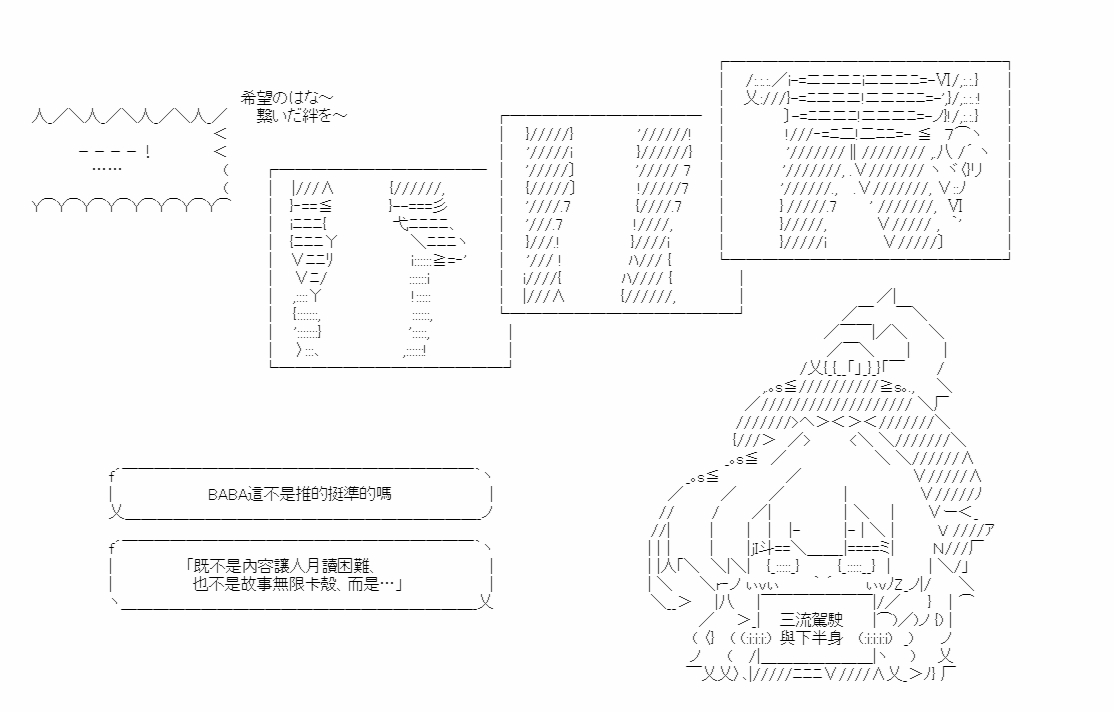 希望のはな～
繋いだ絆を～
－－－－！
……
BABA這不是推的挺準的嗎
「既不是內容讓人月讀困難、
也不是故事無限卡殼、而是…」
三流駕駛
與下半身